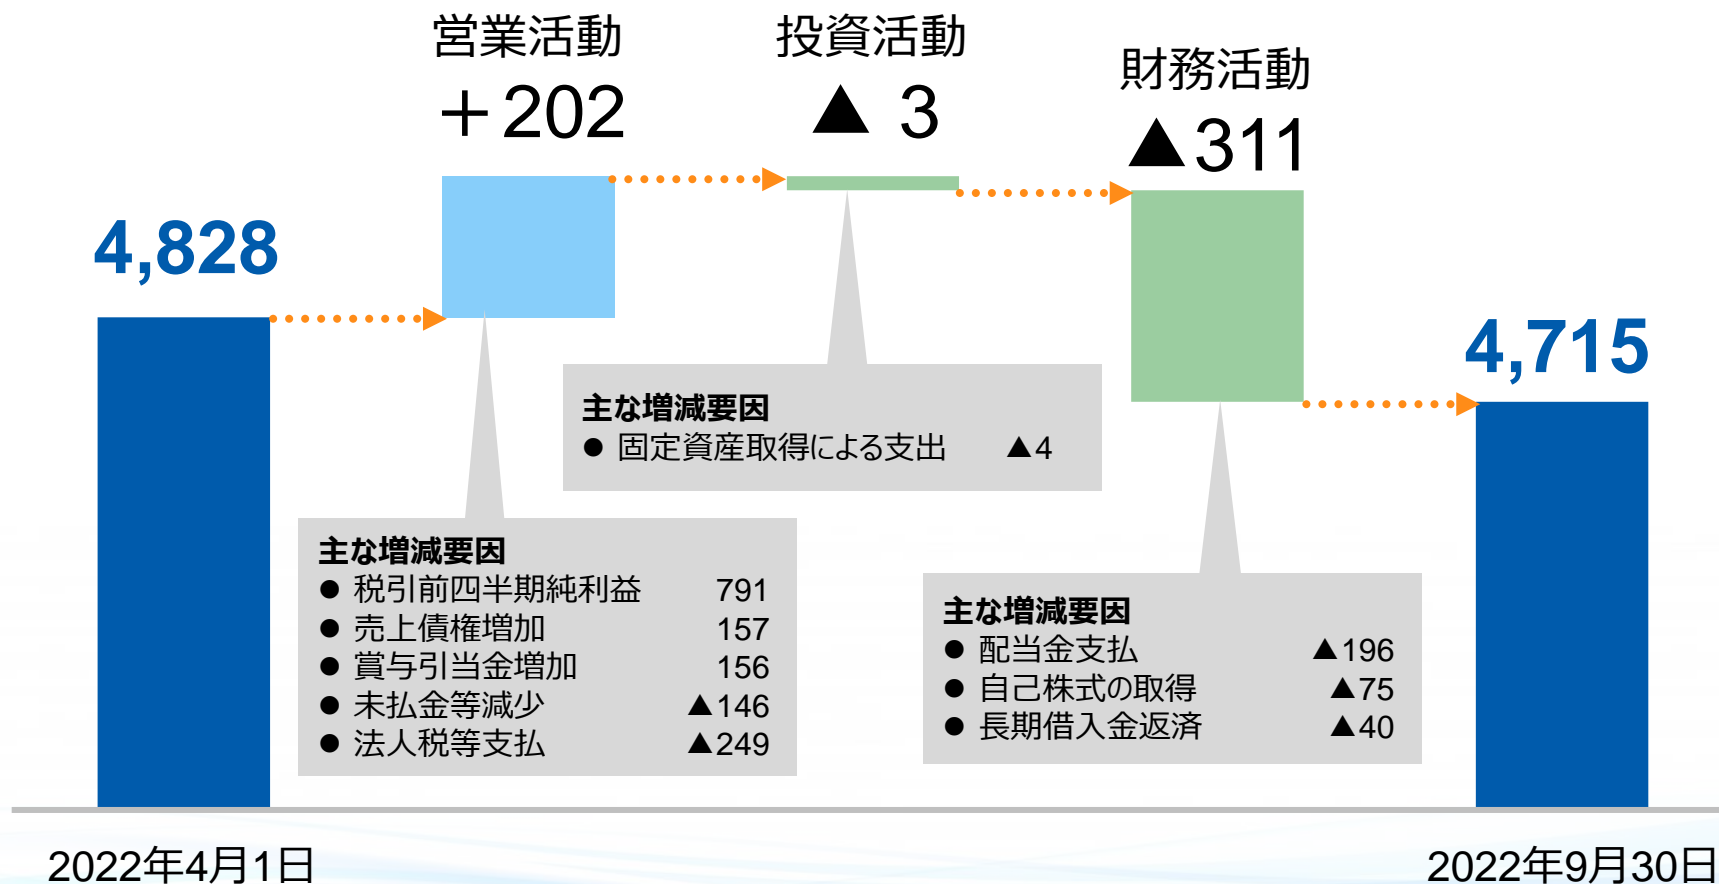 営業活動
＋202
投資活動
▲ 3
財務活動
▲311
4,828
4,715
主な増減要因
● 固定資産取得による支出 ▲4
主な増減要因
● 税引前四半期純利益 791
● 売上債権増加 157
● 賞与引当金増加 156
● 未払金等減少 ▲146
● 法人税等支払 ▲249
主な増減要因
● 配当金支払 ▲196
● 自己株式の取得 ▲75
● 長期借入金返済 ▲40
2022年4月1日
2022年9月30日